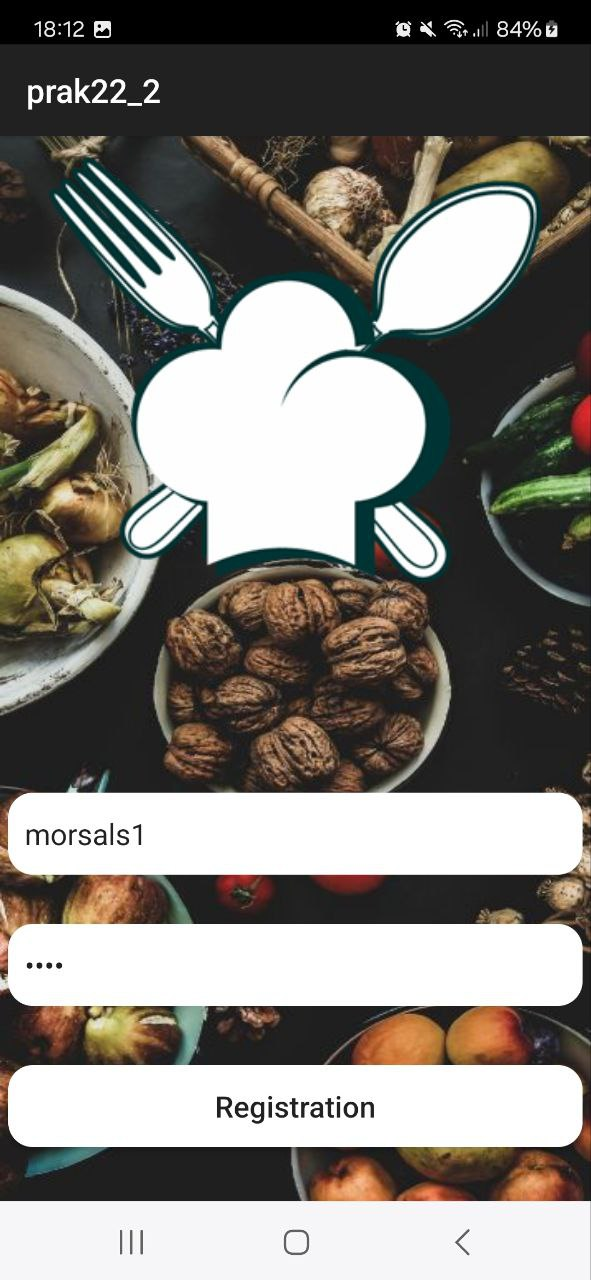 18:12
84%
prak22_2
morsals1
••••
Registration